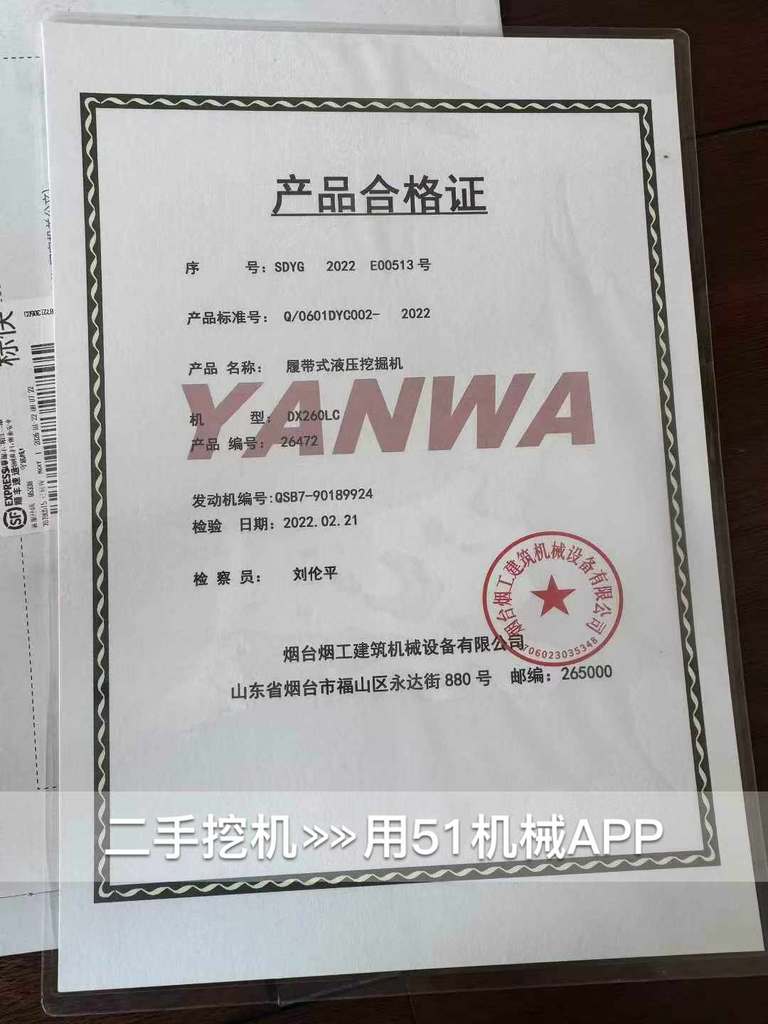 产品合格证
序 号：SDYG 2022 E00513 号
产品标准号： Q/0601DYC002- 2022
产品 名称： 履带式液压挖掘机
YANWA
机 型： DX260LC
产品 编号： 26472
发动机编号:QSB7-90189924
检验 日期：2022.02.21
检 察 员： 刘伦平
烟台烟工建筑机械设备有限公司
烟台烟工建筑机械设备有限公司
山东省烟台市福山区永达街 880 号 邮编：265000
二手挖机»»用51机械APP
SF EXPRESS